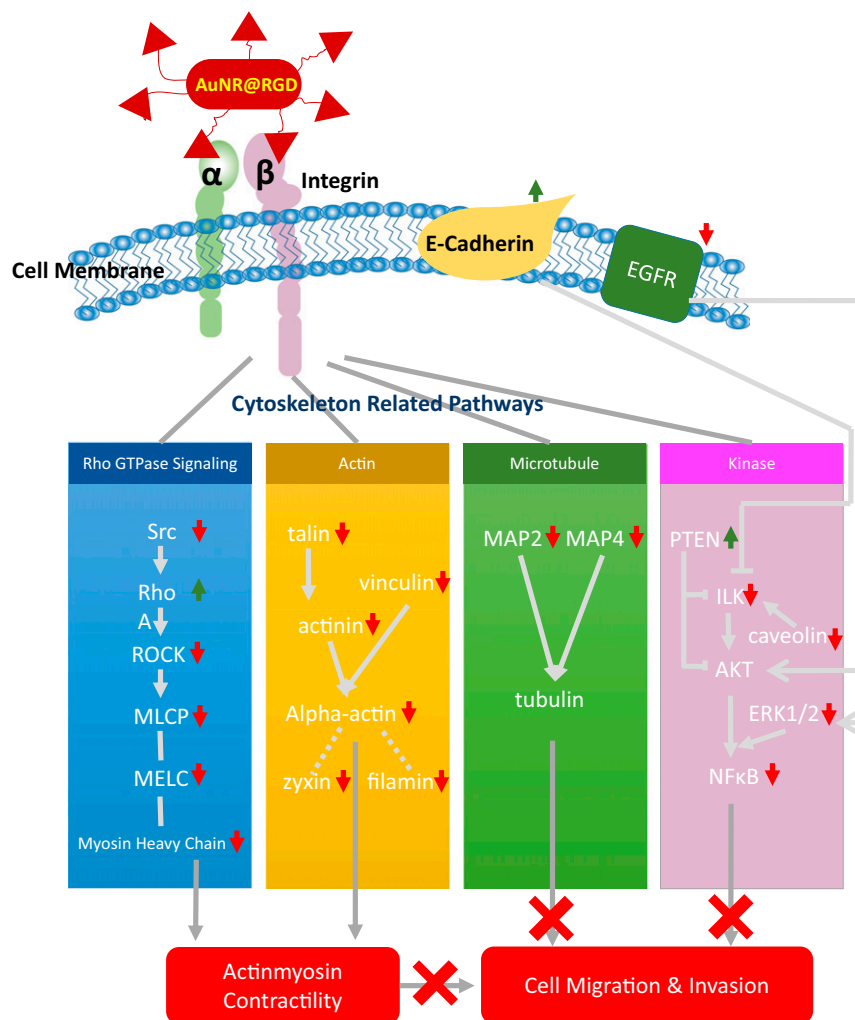 AuNR@RGD
α
β
Integrin
E-Cadherin
Cell Membrane
EGFR
Cytoskeleton Related Pathways
Rho GTPase Signaling
Actin
Microtubule
Kinase
Src
Rho
A
ROCK
MLCP
MELC
Myosin Heavy Chain
talin
vinculin
actinin
Alpha-actin
zyxin
filamin
MAP2
MAP4
tubulin
PTEN
ILK
caveolin
AKT
ERK1/2
NFκB
Actinmyosin
Contractility
Cell Migration & Invasion